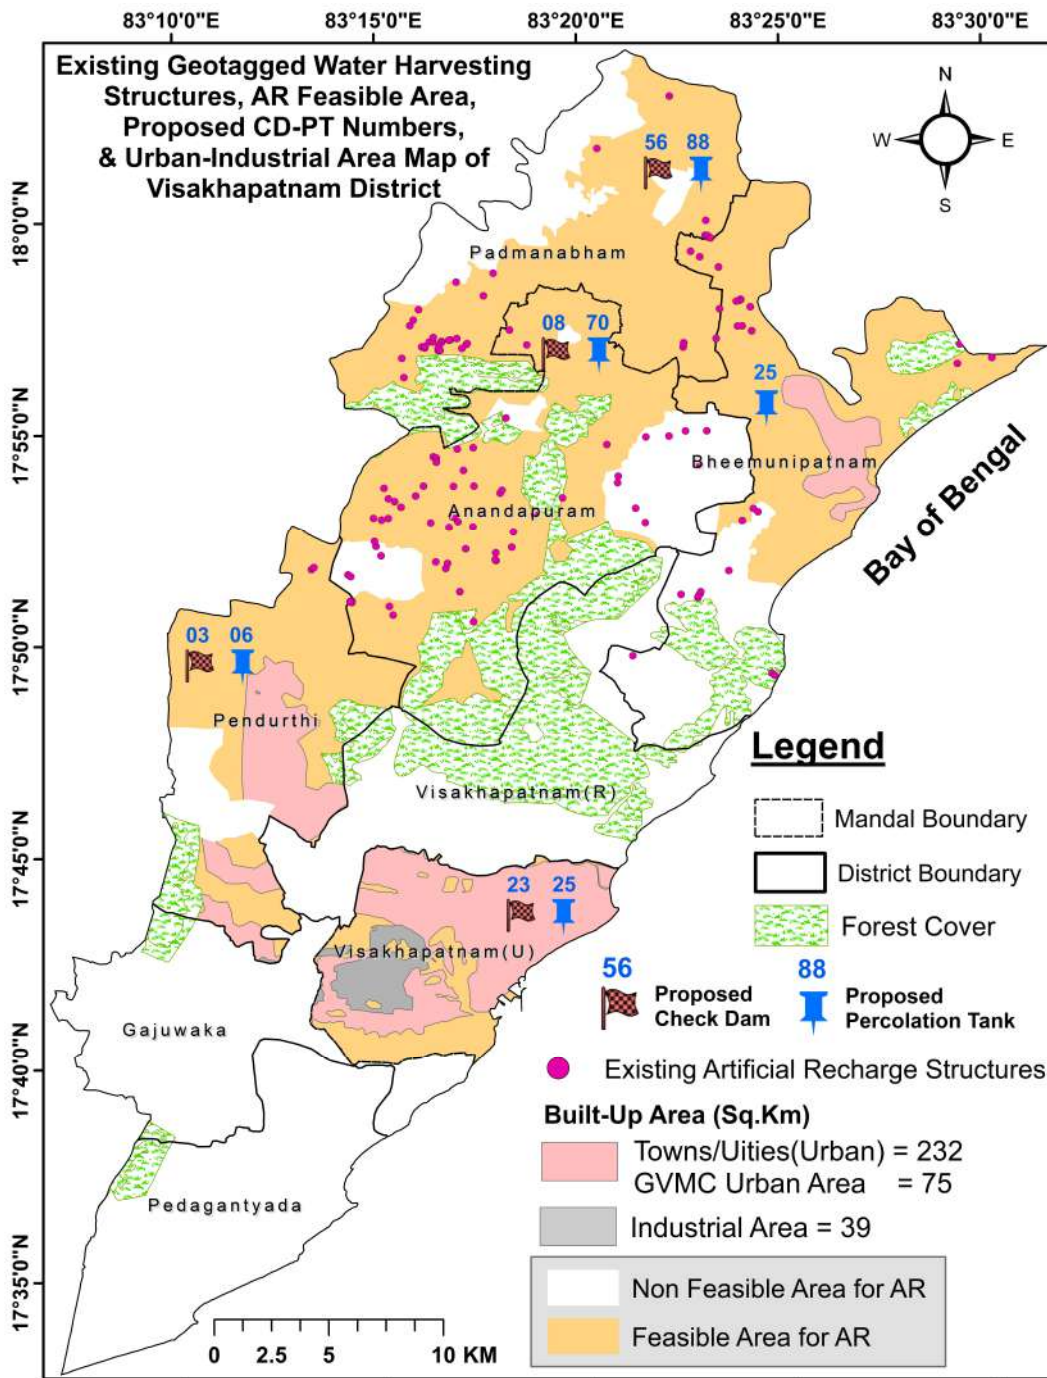 83°10'0"E 83°15'0"E 83°20'0"E 83°25'0"E 83°30'0"E
Existing Geotagged Water Harvesting
Structures, AR Feasible Area,
Proposed CD-PT Numbers,
& Urban-Industrial Area Map of
Visakhapatnam District
N
W E
S
56 88
18°0'0"N
Padmanabham
08 70
25
17°55'0"N
Bheemunipatnam
Anandapuram
Bay of Bengal
17°50'0"N
03 06
Pendurthi
Visakhapatnam(R)
17°45'0"N
23 25
Visakhapatnam(U)
Gajuwaka
17°40'0"N
Pedagantyada
17°35'0"N
0 2.5 5 10 KM
Legend
Mandal Boundary
District Boundary
Forest Cover
56 88
Proposed
Check Dam
Proposed
Percolation Tank
Existing Artificial Recharge Structures
Built-Up Area (Sq.Km)
Towns/Uities(Urban) = 232
GVMC Urban Area = 75
Industrial Area = 39
Non Feasible Area for AR
Feasible Area for AR